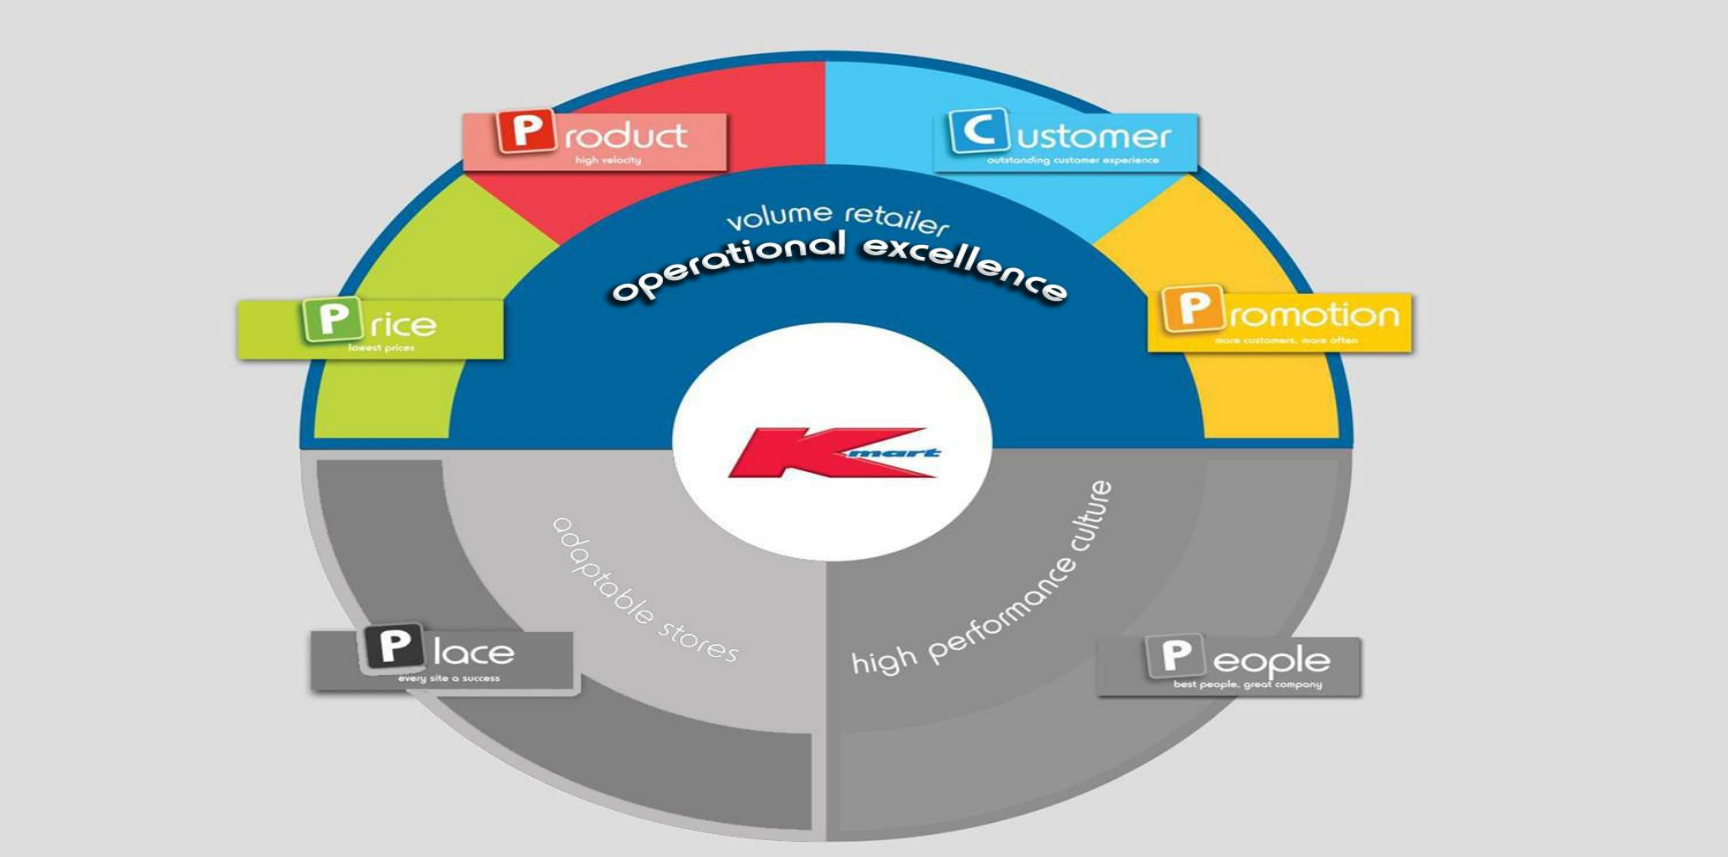 Product
high velocity
Customer
outstanding customer experience
volume retailer
operational excellence
Price
lowest prices
Promotion
more customers, more often
Kmart
adaptable stores
high performance culture
Place
every site a success
People
best people, great company